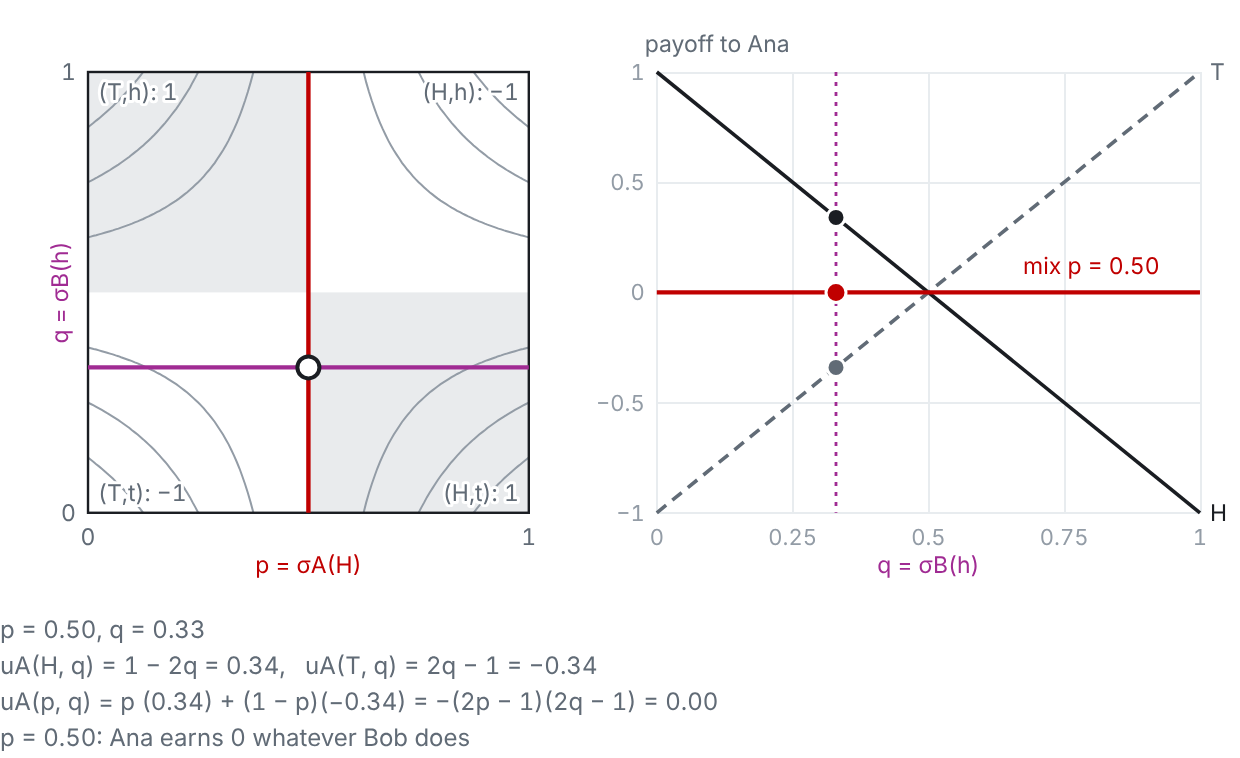 payoff to Ana
1
(T,h): 1
(H,h): −1
q = σB(h)
(T,t): −1
(H,t): 1
0
0
1
p = σA(H)
1
0.5
0
−0.5
−1
T
mix p = 0.50
H
0
0.25
0.5
0.75
1
q = σB(h)
p = 0.50, q = 0.33
uA(H, q) = 1 − 2q = 0.34, uA(T, q) = 2q − 1 = −0.34
uA(p, q) = p (0.34) + (1 − p)(−0.34) = −(2p − 1)(2q − 1) = 0.00
p = 0.50: Ana earns 0 whatever Bob does